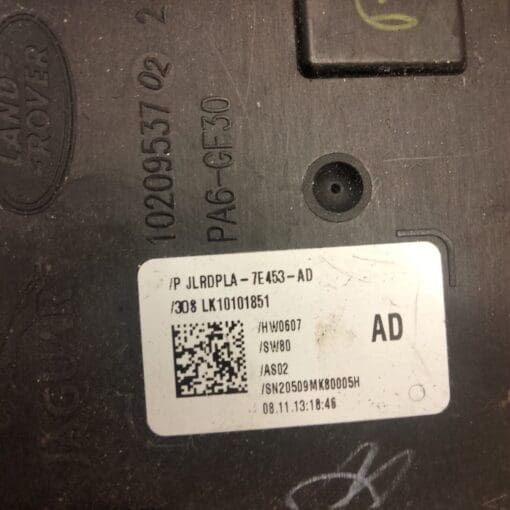 LAND-
ROVER
10209537 02 2
PA6-GF30
JAGUAR
/P JLRDPLA-7E453-AD
/308 LK10101851
/HW0607
/SW80
/AS02
/SN20509MK80005H
08.11.13:18:46
AD